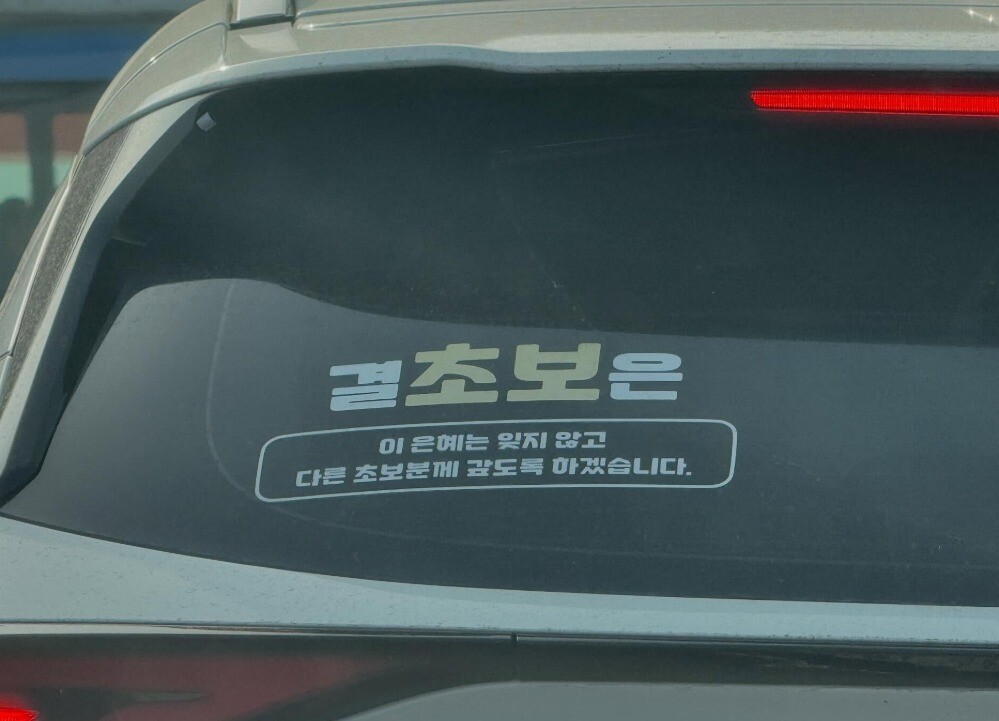 결초보은
이 은혜는 잊지 않고
다른 초보분께 갚도록 하겠습니다.